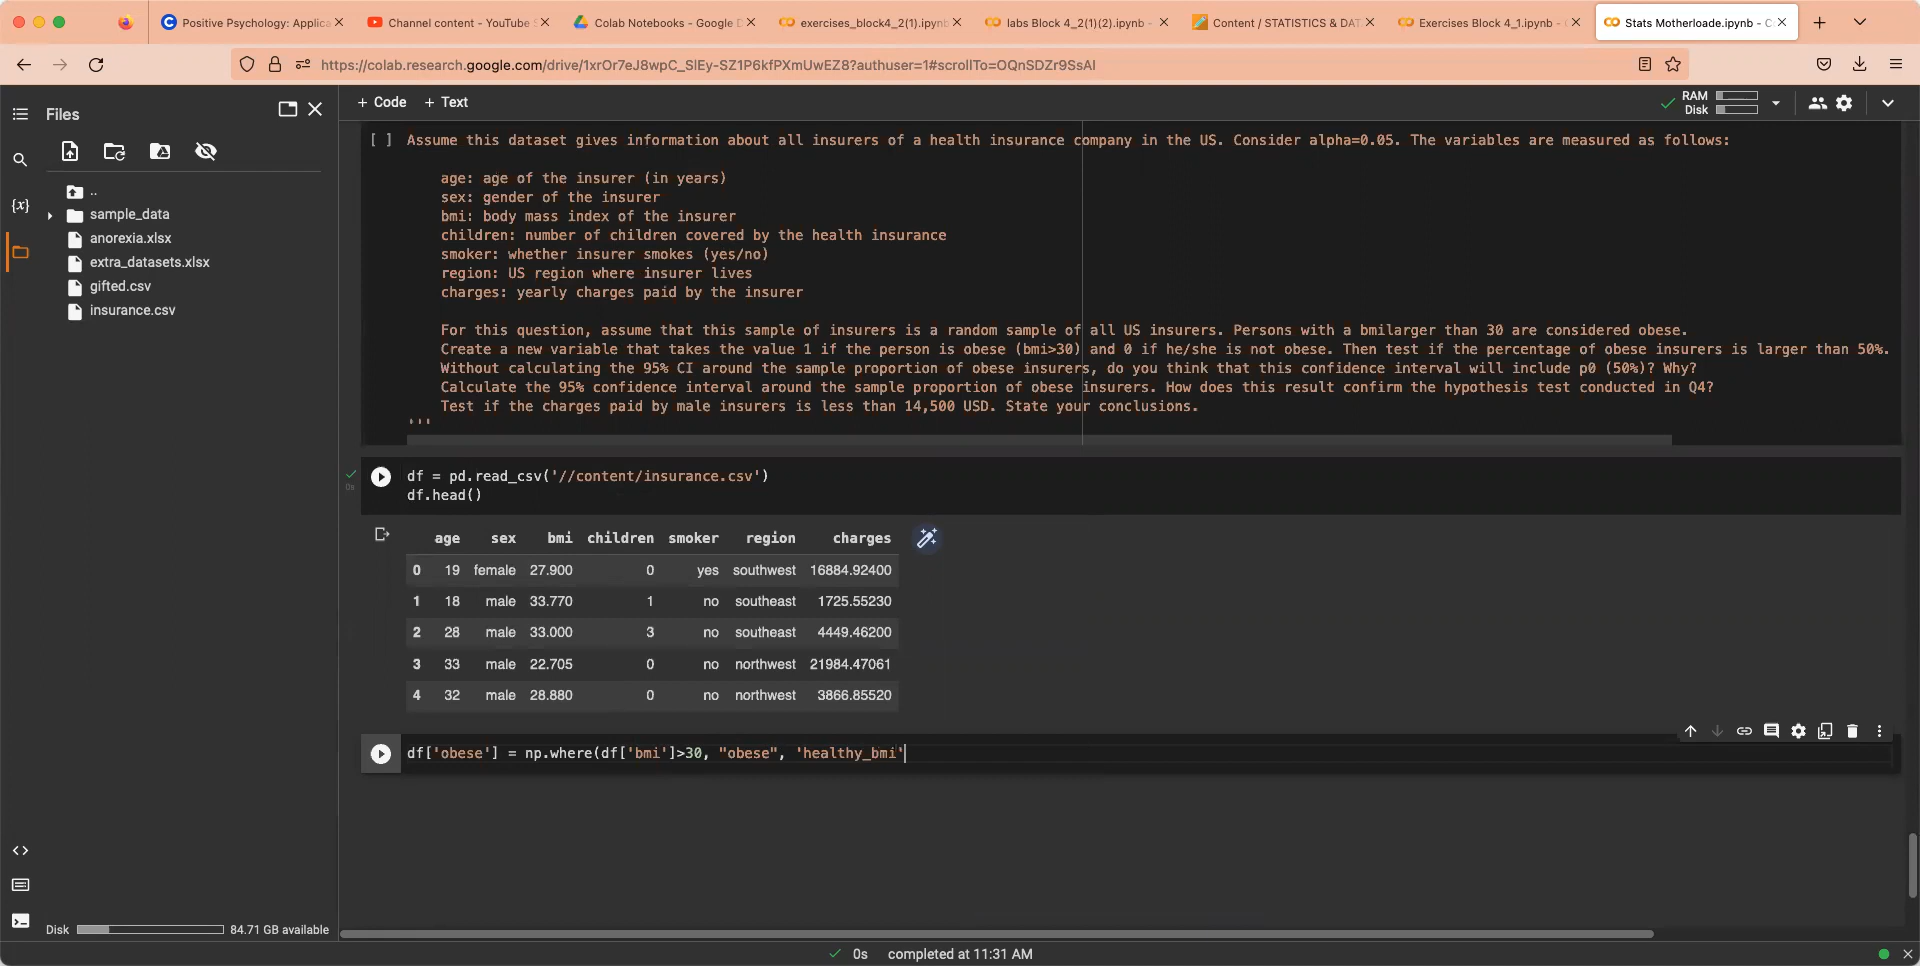 Positive Psychology: Applica
Channel content - YouTube S
Colab Notebooks - Google D
exercises_block4_2(1).ipynb
labs Block 4_2(1)(2).ipynb -
Content / STATISTICS & DAT
Exercises Block 4_1.ipynb -
Stats Motherloade.ipynb - C
https://colab.research.google.com/drive/1xrOr7eJ8wpC_SlEy-SZ1P6kfPXmUwEZ8?authuser=1#scrollTo=OQnSDZr9SsAI
Files
+ Code + Text
RAM
Disk
{x}
..
sample_data
anorexia.xlsx
extra_datasets.xlsx
gifted.csv
insurance.csv
[ ] Assume this dataset gives information about all insurers of a health insurance company in the US. Consider alpha=0.05. The variables are measured as follows:
age: age of the insurer (in years)
sex: gender of the insurer
bmi: body mass index of the insurer
children: number of children covered by the health insurance
smoker: whether insurer smokes (yes/no)
region: US region where insurer lives
charges: yearly charges paid by the insurer
For this question, assume that this sample of insurers is a random sample of all US insurers. Persons with a bmilarger than 30 are considered obese.
Create a new variable that takes the value 1 if the person is obese (bmi>30) and 0 if he/she is not obese. Then test if the percentage of obese insurers is larger than 50%.
Without calculating the 95% CI around the sample proportion of obese insurers, do you think that this confidence interval will include p0 (50%)? Why?
Calculate the 95% confidence interval around the sample proportion of obese insurers. How does this result confirm the hypothesis test conducted in Q4?
Test if the charges paid by male insurers is less than 14,500 USD. State your conclusions.
'''
0s
df = pd.read_csv('//content/insurance.csv')
df.head()
age sex bmi children smoker region charges
0 19 female 27.900 0 yes southwest 16884.92400
1 18 male 33.770 1 no southeast 1725.55230
2 28 male 33.000 3 no southeast 4449.46200
3 33 male 22.705 0 no northwest 21984.47061
4 32 male 28.880 0 no northwest 3866.85520
df['obese'] = np.where(df['bmi']>30, "obese", 'healthy_bmi'
Disk 84.71 GB available
0s completed at 11:31 AM